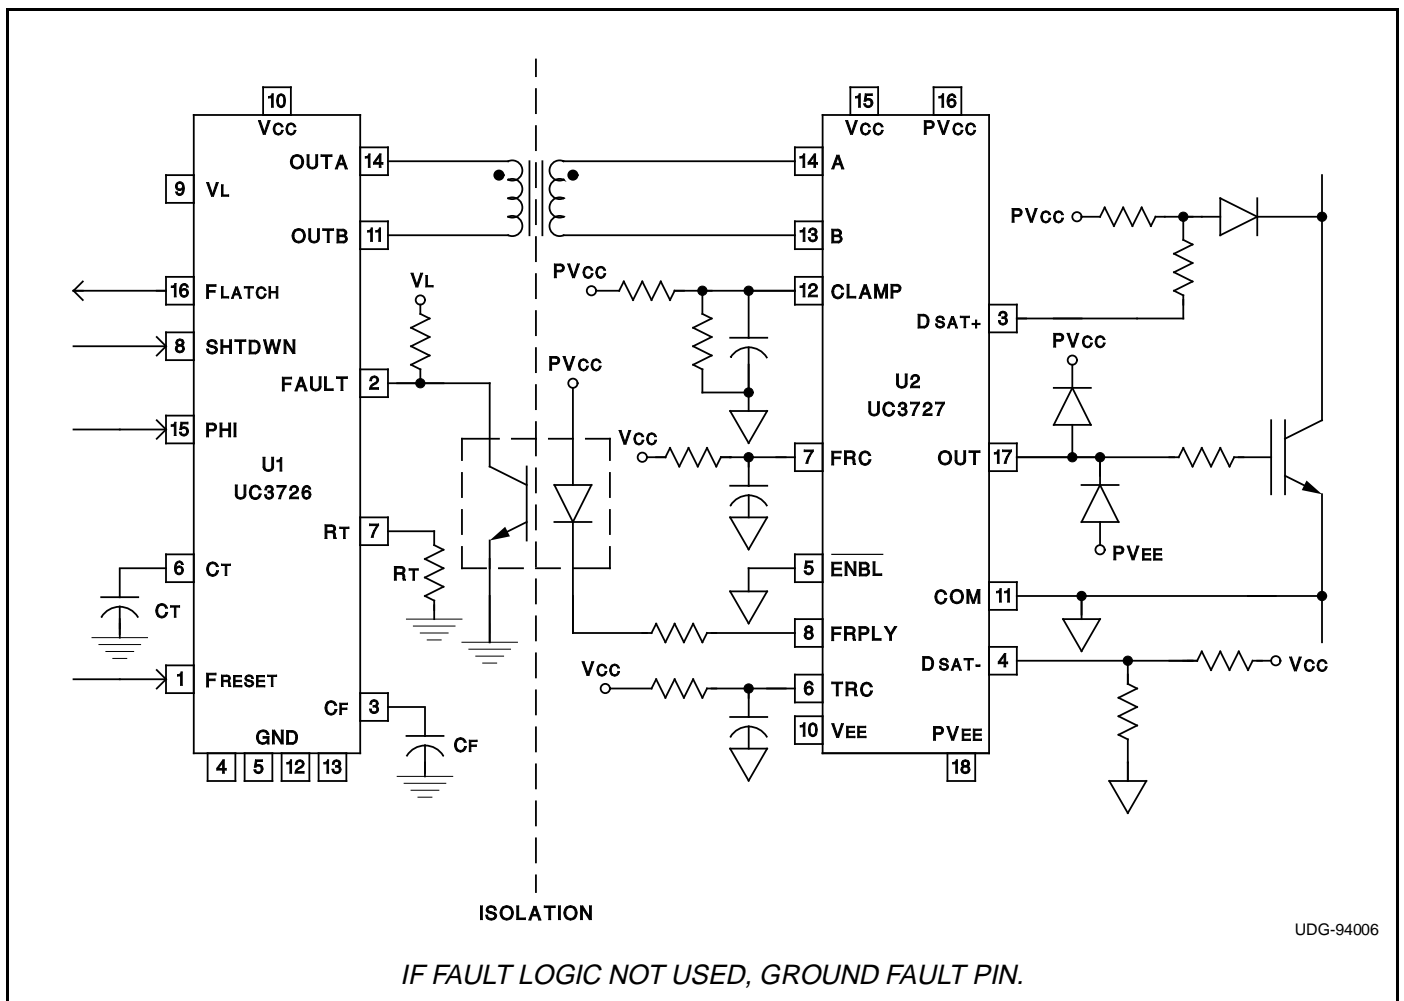 10
VCC
OUTA 14
9 VL
OUTB 11
16 FLATCH
8 SHTDWN
FAULT 2
15 PHI
U1
UC3726
RT 7
RT
6 CT
CT
1 FRESET
CF 3
CF
GND
4 5 12 13
VL
ISOLATION
PVCC
PVCC
VCC
VCC
15 16
VCC PVCC
14 A
13 B
12 CLAMP
DSAT+ 3
U2
UC3727
7 FRC
OUT 17
5 ENBL
COM 11
8 FRPLY
DSAT- 4
6 TRC
10 VEE
PVEE
18
PVCC
PVCC
PVEE
VCC
UDG-94006
IF FAULT LOGIC NOT USED, GROUND FAULT PIN.